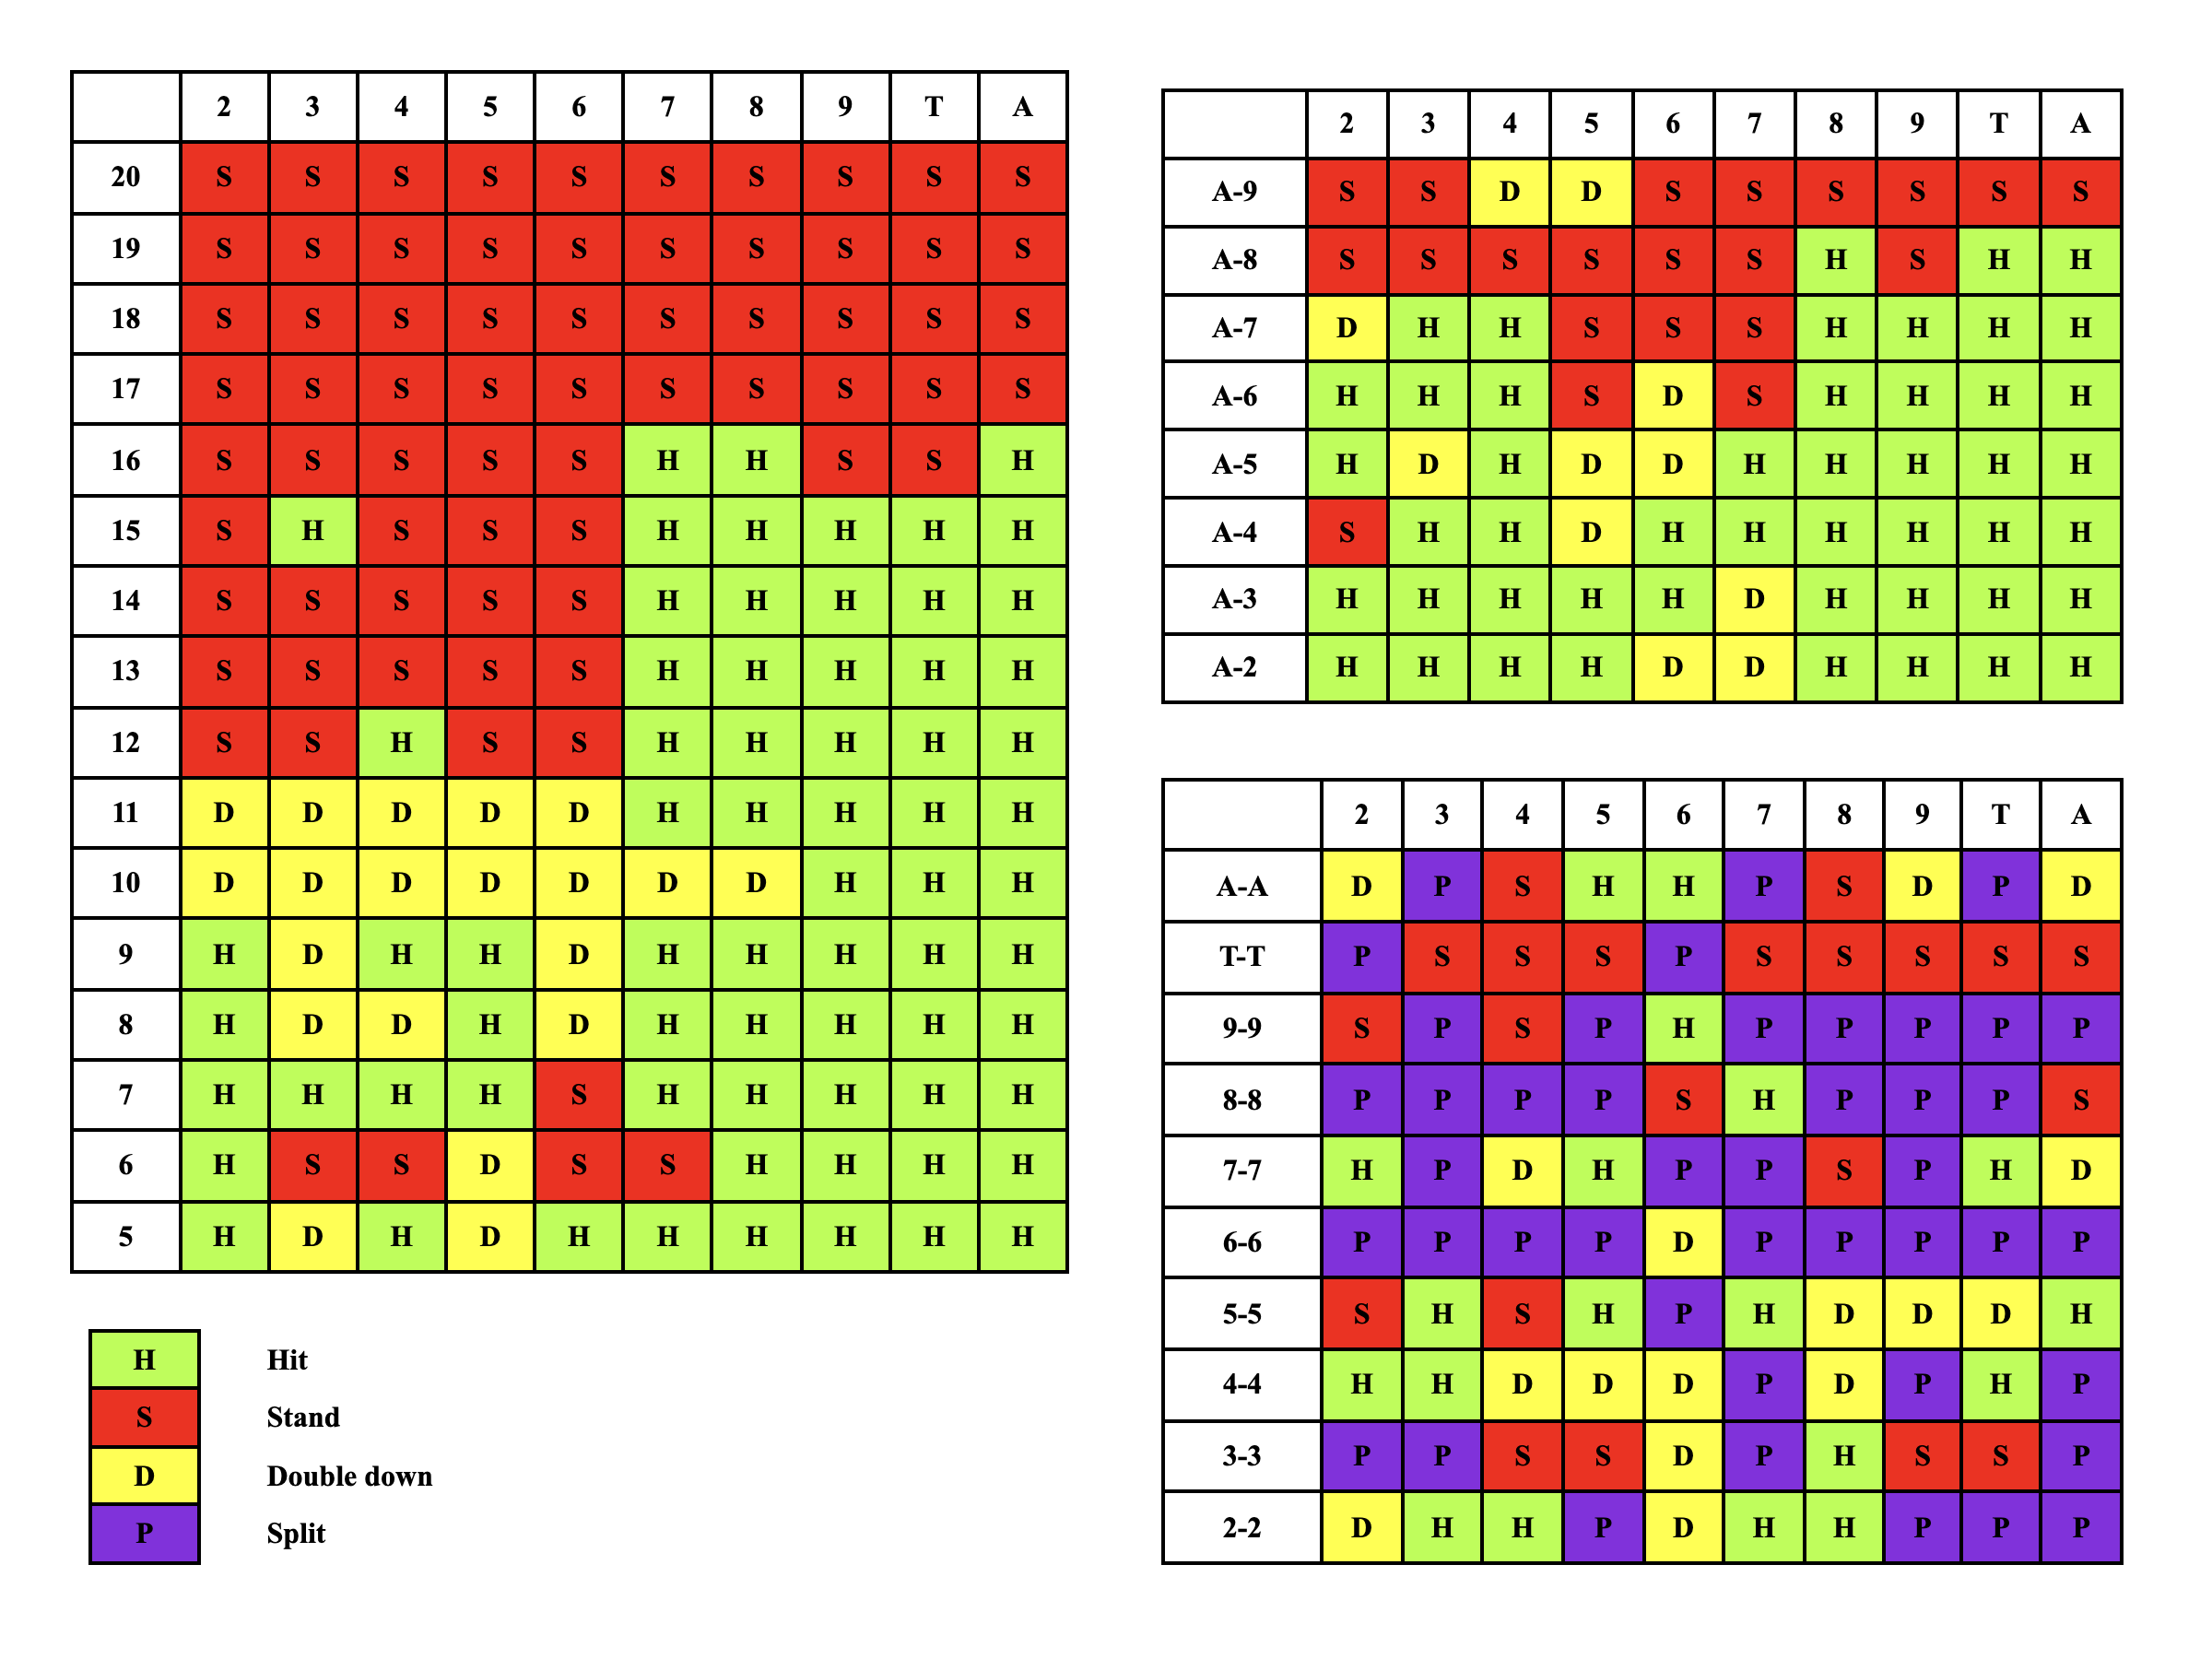 2 3 4 5 6 7 8 9 T A
20 S S S S S S S S S S
19 S S S S S S S S S S
18 S S S S S S S S S S
17 S S S S S S S S S S
16 S S S S S H H S S H
15 S H S S S H H H H H
14 S S S S S H H H H H
13 S S S S S H H H H H
12 S S H S S H H H H H
11 D D D D D H H H H H
10 D D D D D D D H H H
9 H D H H D H H H H H
8 H D D H D H H H H H
7 H H H H S H H H H H
6 H S S D S S H H H H
5 H D H D H H H H H H
H Hit
S Stand
D Double down
P Split
2 3 4 5 6 7 8 9 T A
A-9 S S D D S S S S S S
A-8 S S S S S S H S H H
A-7 D H H S S S H H H H
A-6 H H H S D S H H H H
A-5 H D H D D H H H H H
A-4 S H H D H H H H H H
A-3 H H H H H D H H H H
A-2 H H H H D D H H H H
2 3 4 5 6 7 8 9 T A
A-A D P S H H P S D P D
T-T P S S S P S S S S S
9-9 S P S P H P P P P P
8-8 P P P P S H P P P S
7-7 H P D H P P S P H D
6-6 P P P P D P P P P P
5-5 S H S H P H D D D H
4-4 H H D D D P D P H P
3-3 P P S S D P H S S P
2-2 D H H P D H H P P P